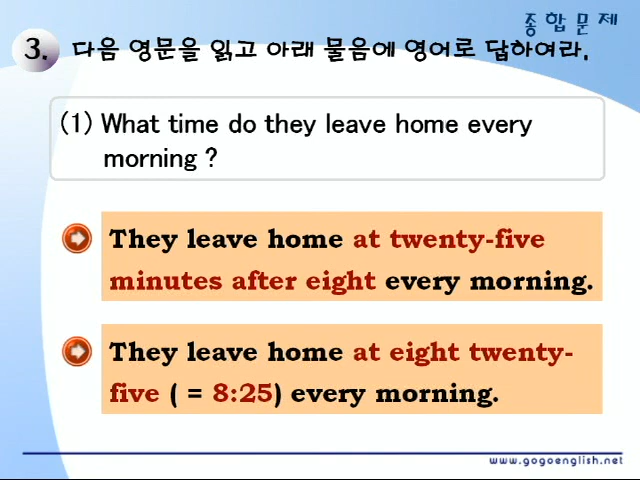 종합문제
3. 다음 영문을 읽고 아래 물음에 영어로 답하여라.
(1) What time do they leave home every
morning ?
They leave home at twenty-five
minutes after eight every morning.
They leave home at eight twenty-
five ( = 8:25) every morning.
www.gogoenglish.net